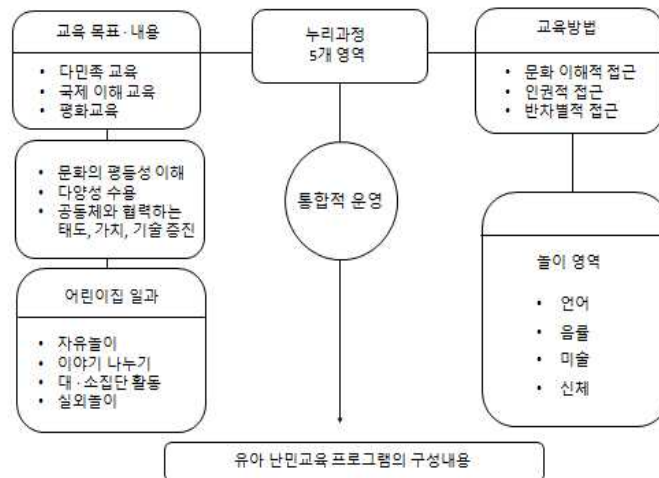 교육 목표 · 내용
• 다민족 교육
• 국제 이해 교육
• 평화교육
• 문화의 평등성 이해
• 다양성 수용
• 공동체와 협력하는
태도, 가치, 기술 증진
어린이집 일과
• 자유놀이
• 이야기 나누기
• 대 · 소집단 활동
• 실외놀이
누리과정
5개 영역
통합적 운영
교육방법
• 문화 이해적 접근
• 인권적 접근
• 반차별적 접근
놀이 영역
• 언어
• 음률
• 미술
• 신체
유아 난민교육 프로그램의 구성내용